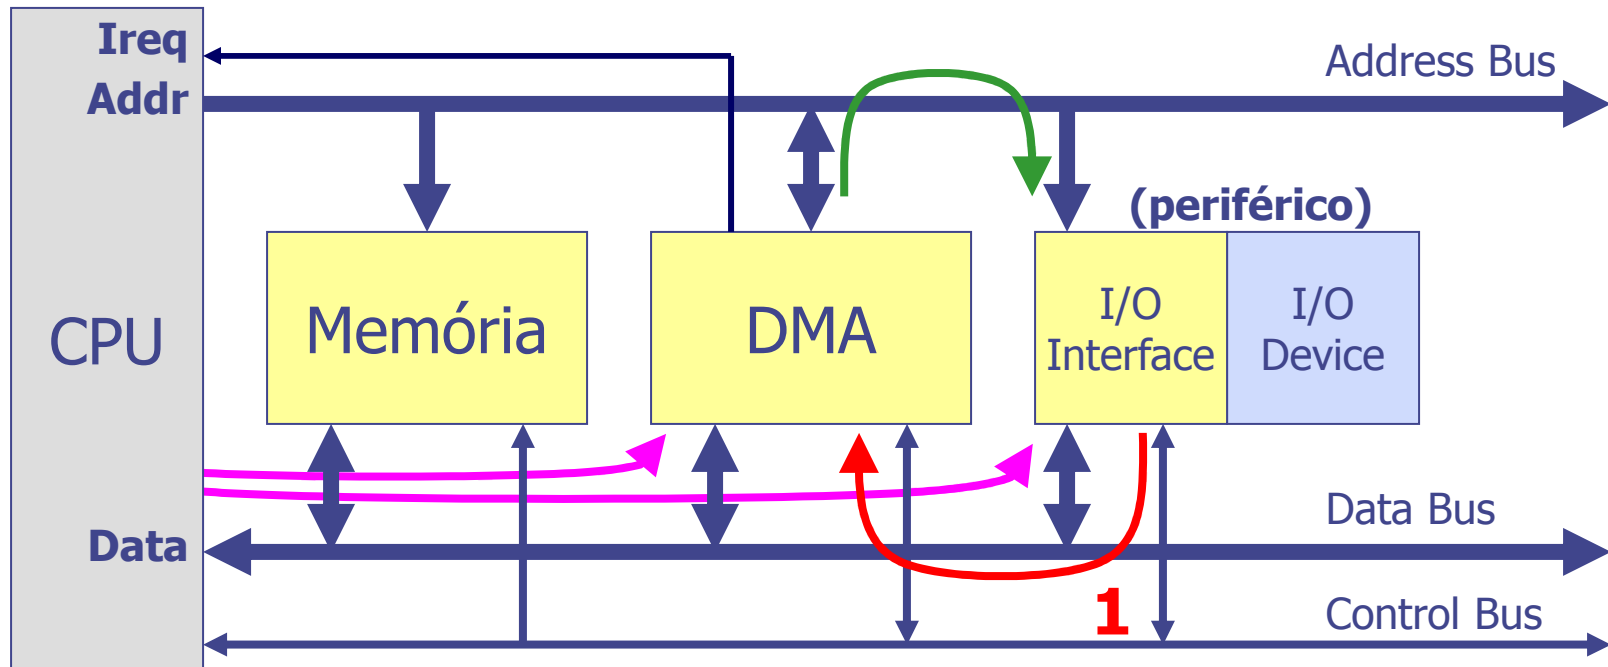 Ireq
Addr
Address Bus
(periférico)
CPU
Memória
DMA
I/O
Interface
I/O
Device
Data
Data Bus
1
Control Bus